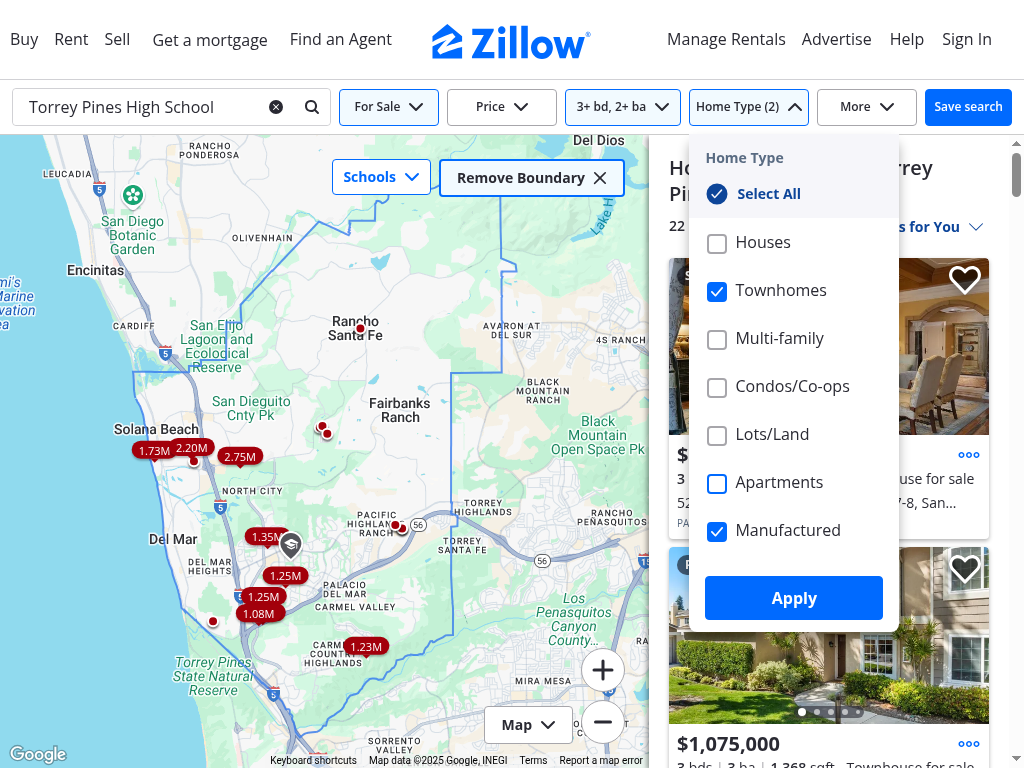 Buy
Rent
Sell
Get a mortgage
Find an Agent
Zillow
Manage Rentals
Advertise
Help
Sign In
Torrey Pines High School
For Sale
Price
3+ bd, 2+ ba
Home Type (2)
More
Save search
Schools
Remove Boundary
Del Dios
RANCHO
PONDEROSA
LEUCADIA
5
San Diego
Botanic
Garden
OLIVENHAIN
Lake H
Encinitas
mi's
Marine
vation
ea
CARDIFF
San Elijo
Lagoon and
Ecological
Reserve
5
Rancho
Santa Fe
AVARON AT
DEL SUR
4S RANCH
BLACK
MOUNTAIN
RANCH
San Dieguito
Cnty Pk
Fairbanks
Ranch
Black
Mountain
Open Space Pk
Solana Beach
1.73M
2.20M
2.75M
NORTH CITY
5
TORREY
HIGHLANDS
RANCHO
PEÑASQUITOS
PACIFIC
HIGHLANDS
RANCH
56
TORREY
SANTA FE
56
15
Del Mar
1.35M
DEL MAR
HEIGHTS
1.25M
1.25M
1.08M
PALACIO
DEL MAR
CARMEL VALLEY
Los
Penasquitos
Canyon
County...
1.23M
COUNTRY
HIGHLANDS
RA
Torrey Pines
State Natural
Reserve
5
MIRA MESA
SORRENTO
VALLEY
Map
Google
Keyboard shortcuts
Map data ©2025 Google, INEGI
Terms
Report a map error
Home Type
Select All
Houses
Townhomes
Multi-family
Condos/Co-ops
Lots/Land
Apartments
Manufactured
Apply
Ho
rrey
Pi
22
s for You
$
3
use for sale
52
7-8, San...
PA
$1,075,000
3 bds | 3 ba | 1,368 sqft - Townhouse for sale